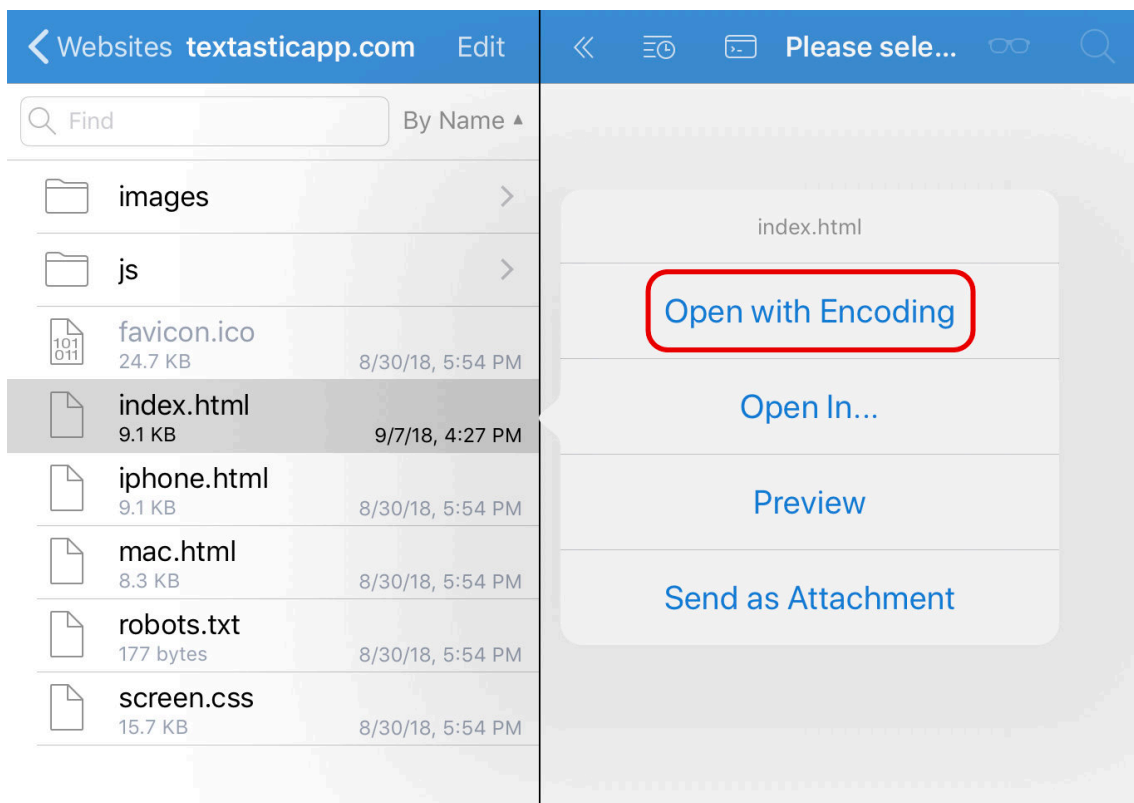 Websites textasticapp.com Edit
Please sele...
Find
By Name ▲
images
js
101
011
favicon.ico
24.7 KB 8/30/18, 5:54 PM
index.html
9.1 KB 9/7/18, 4:27 PM
iphone.html
9.1 KB 8/30/18, 5:54 PM
mac.html
8.3 KB 8/30/18, 5:54 PM
robots.txt
177 bytes 8/30/18, 5:54 PM
screen.css
15.7 KB 8/30/18, 5:54 PM
index.html
Open with Encoding
Open In...
Preview
Send as Attachment